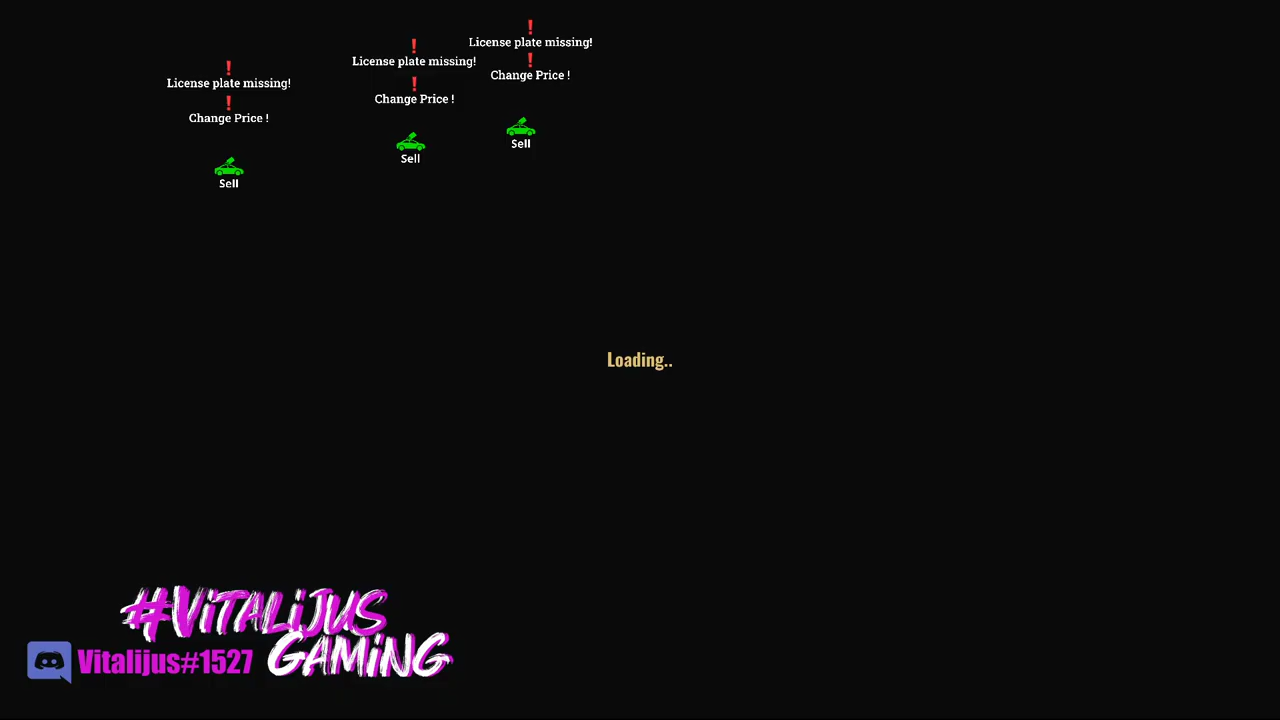 License plate missing!
Change Price !
Sell
License plate missing!
Change Price !
Sell
License plate missing!
Change Price !
Sell
Loading..
#VITALIJUS
GAMING
Vitalijus#1527